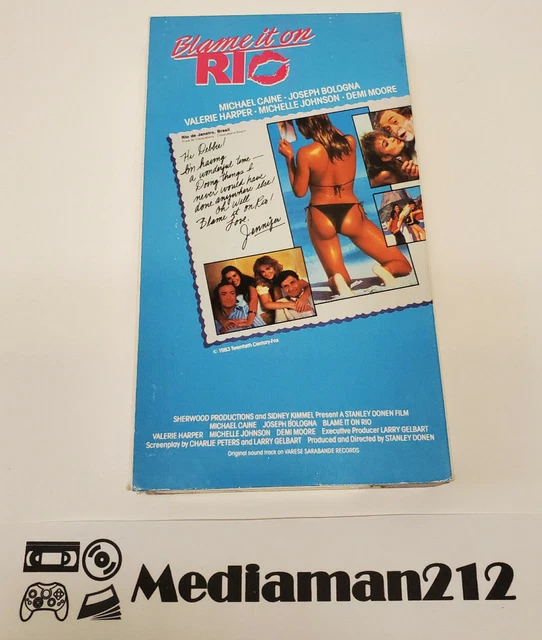 Blame it on
RIO
MICHAEL CAINE · JOSEPH BOLOGNA
VALERIE HARPER · MICHELLE JOHNSON · DEMI MOORE
Rio de Janeiro, Brasil
Hi Debbie!
Im having
a wonderful time—
Doing things I
never would have
done anywhere else!
Oh well
Blame it on Rio!
Love,
Jennifer
© 1983 Twentieth Century-Fox
SHERWOOD PRODUCTIONS and SIDNEY KIMMEL Present A STANLEY DONEN FILM
MICHAEL CAINE JOSEPH BOLOGNA BLAME IT ON RIO
VALERIE HARPER MICHELLE JOHNSON DEMI MOORE Executive Producer LARRY GELBART
Screenplay by CHARLIE PETERS and LARRY GELBART Produced and Directed by STANLEY DONEN
Original sound track on VARESE SARABANDE RECORDS
Mediaman212